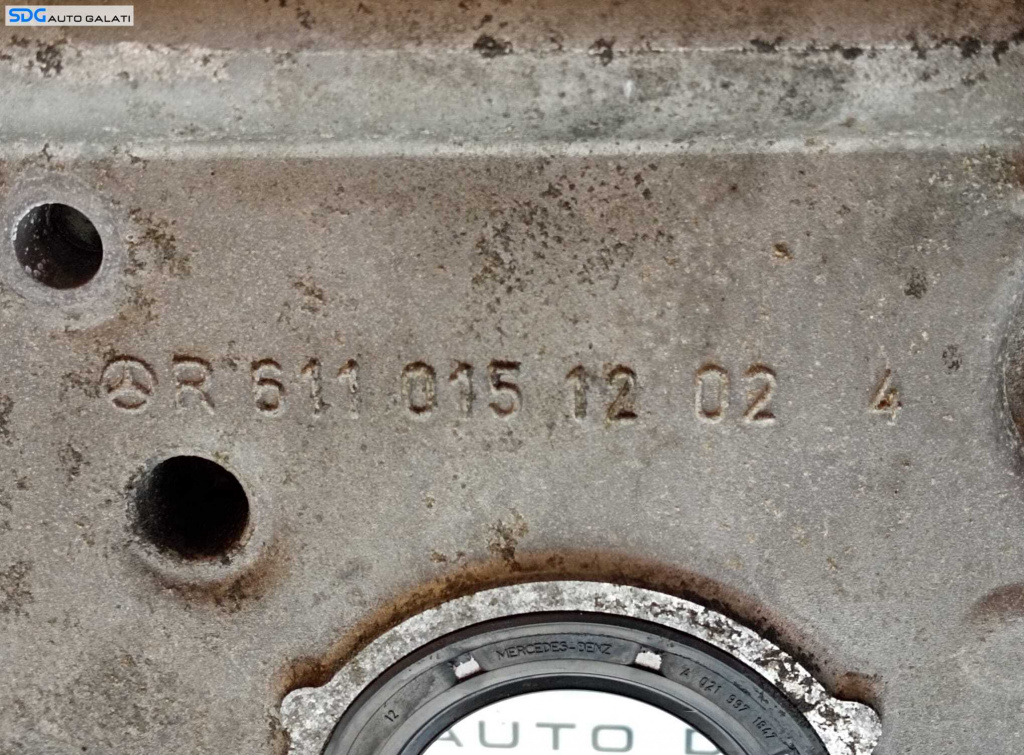 SDG AUTO GALATI
R 611 015 12 02 4
MERCEDES-BENZ
12
A 021 997 1647
AUTO D